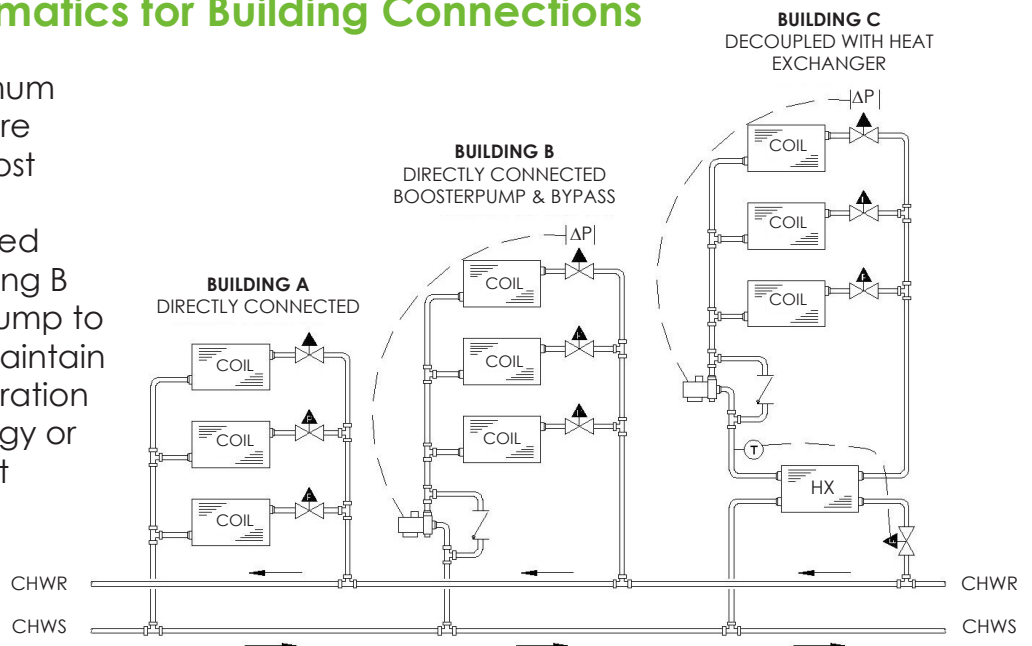 matics for Building Connections
num
re
ost
ed
ng B
ump to
aintain
ration
gy or
t
BUILDING A
DIRECTLY CONNECTED
COIL
COIL
COIL
BUILDING B
DIRECTLY CONNECTED
BOOSTERPUMP & BYPASS
ΔP
COIL
COIL
COIL
BUILDING C
DECOUPLED WITH HEAT
EXCHANGER
ΔP
COIL
COIL
COIL
T
HX
CHWR
CHWR
CHWS
CHWS